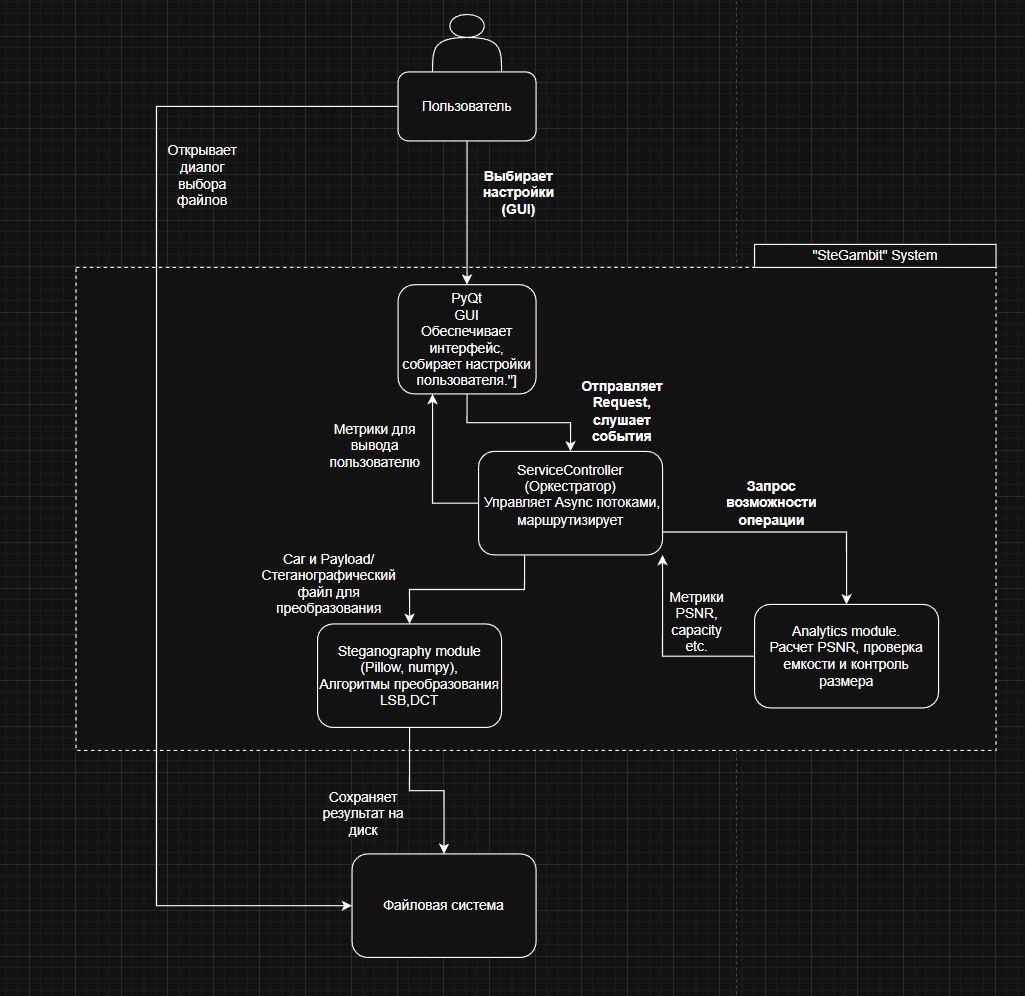 Пользователь
Открывает
диалог
выбора
файлов
Выбирает
настройки
(GUI)
"SteGambit" System
PyQt
GUI
Обеспечивает
интерфейс,
собирает настройки
пользователя."]
Отправляет
Request,
слушает
события
Метрики для
вывода
пользователю
ServiceController
(Оркестратор)
Управляет Async потоками,
маршрутизирует
Запрос
возможности
операции
Car и Payload/
Стеганографический
файл для
преобразования
Метрики
PSNR,
capacity
etc.
Analytics module.
Расчет PSNR, проверка
емкости и контроль
размера
Steganography module
(Pillow, numpy),
Алгоритмы преобразования
LSB,DCT
Сохраняет
результат на
диск
Файловая система